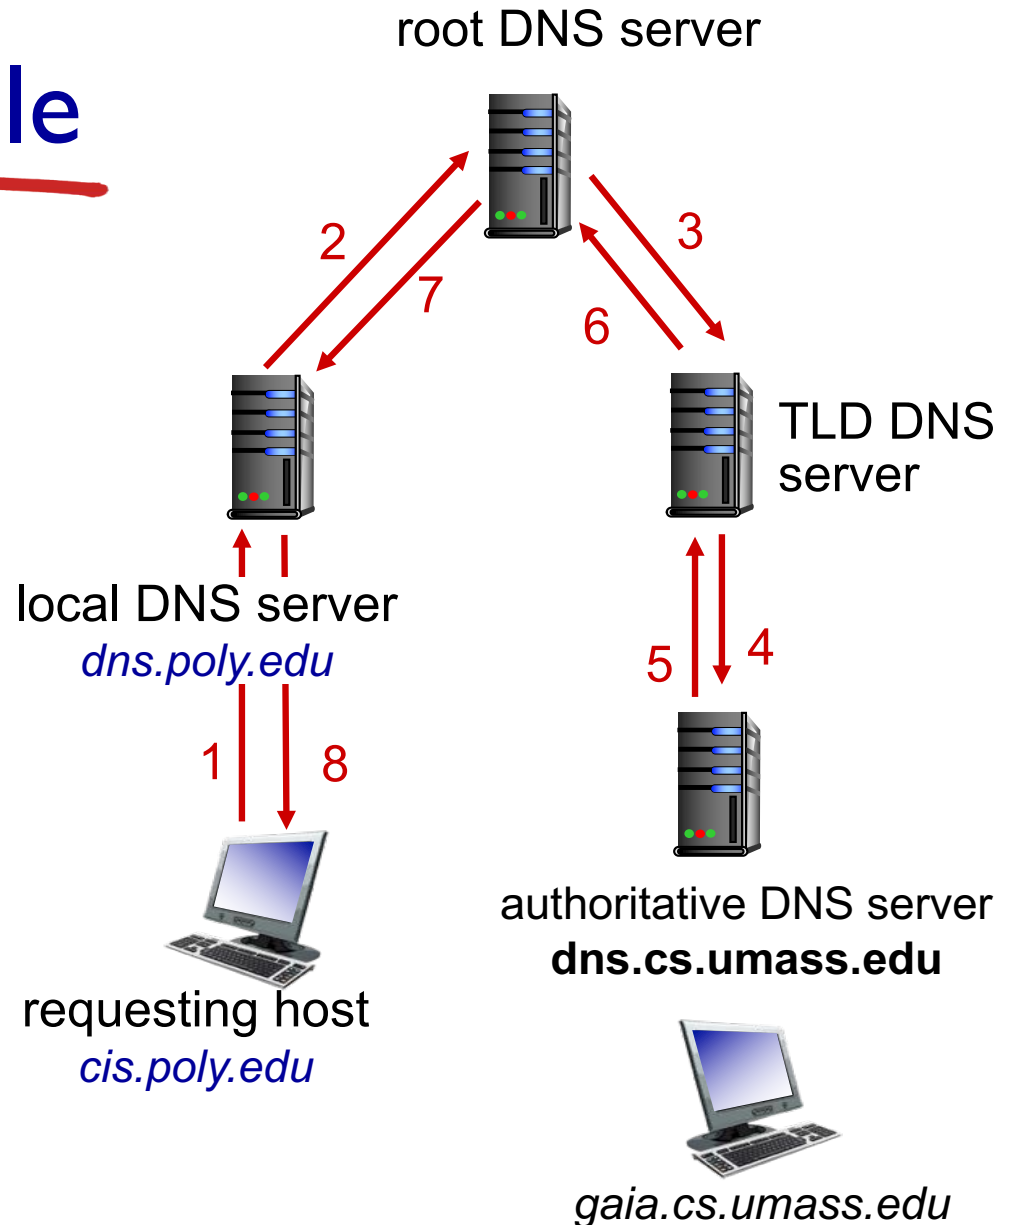 root DNS server
le
2
3
7
6
TLD DNS
server
local DNS server
dns.poly.edu
5
4
1
8
authoritative DNS server
dns.cs.umass.edu
requesting host
cis.poly.edu
gaia.cs.umass.edu